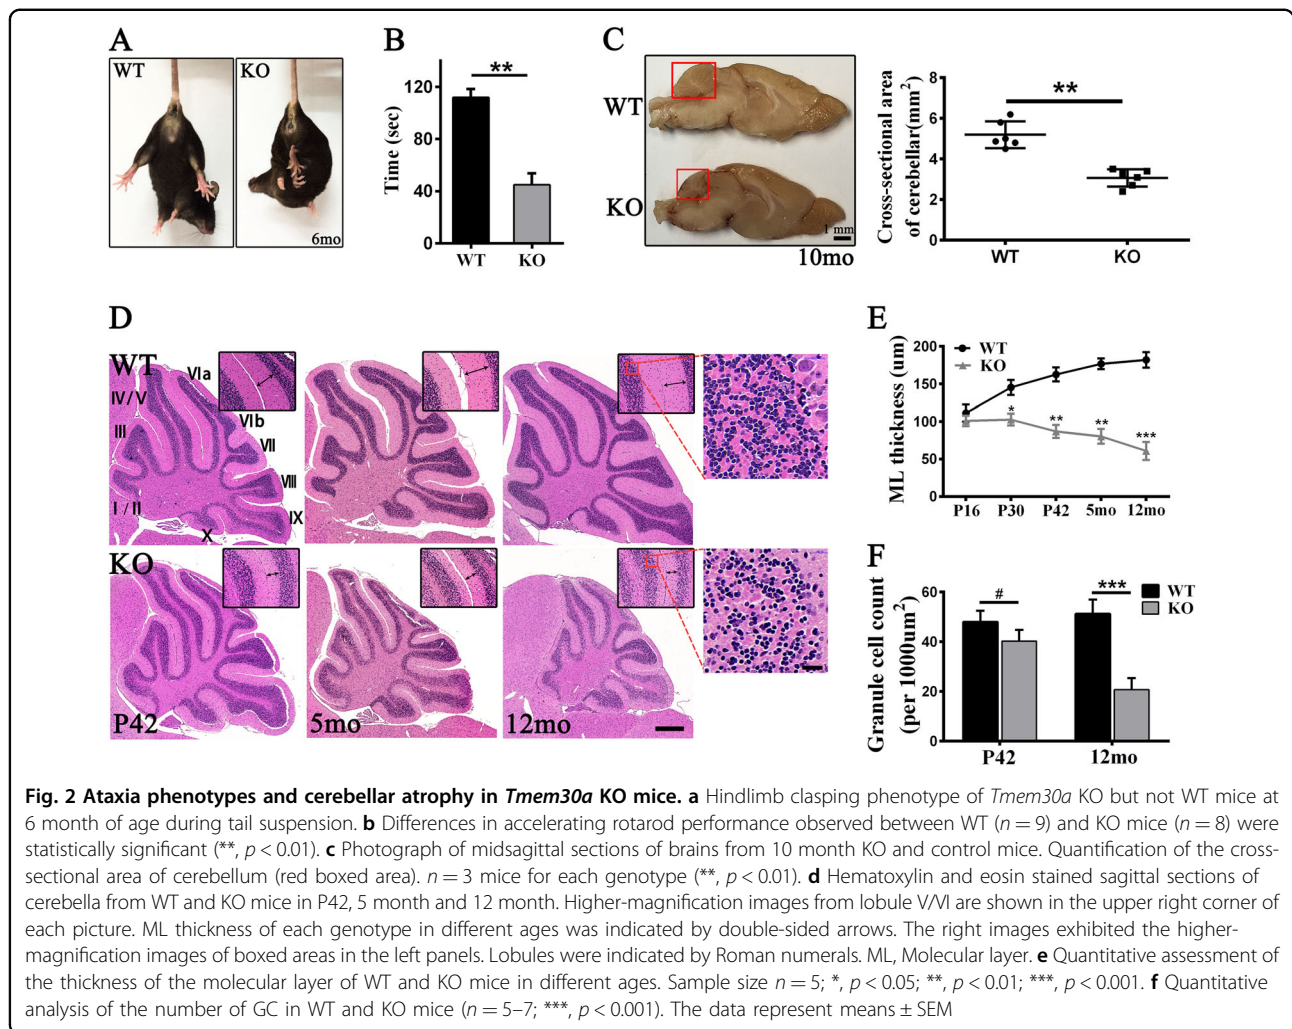 A
WT
KO
6mo
B
Time (sec)
120
80
40
0
**
WT
KO
C
WT
KO
1 mm
10mo
Cross-sectional area
of cerebellar(mm²)
8
6
4
2
0
**
WT
KO
D
WT
VIa
IV / V
VIb
III
VII
VIII
I / II
IX
X
KO
P42
5mo
12mo
E
ML thickness (um)
200
150
100
50
0
WT
KO
*
**
**
***
P16
P30
P42
5mo
12mo
F
Granule cell count
(per 1000um²)
60
40
20
0
#
***
WT
KO
P42
12mo
Fig. 2 Ataxia phenotypes and cerebellar atrophy in Tmem30a KO mice. a Hindlimb clasping phenotype of Tmem30a KO but not WT mice at
6 month of age during tail suspension. b Differences in accelerating rotarod performance observed between WT (n = 9) and KO mice (n = 8) were
statistically significant (**, p < 0.01). c Photograph of midsagittal sections of brains from 10 month KO and control mice. Quantification of the cross-
sectional area of cerebellum (red boxed area). n = 3 mice for each genotype (**, p < 0.01). d Hematoxylin and eosin stained sagittal sections of
cerebella from WT and KO mice in P42, 5 month and 12 month. Higher-magnification images from lobule V/VI are shown in the upper right corner of
each picture. ML thickness of each genotype in different ages was indicated by double-sided arrows. The right images exhibited the higher-
magnification images of boxed areas in the left panels. Lobules were indicated by Roman numerals. ML, Molecular layer. e Quantitative assessment of
the thickness of the molecular layer of WT and KO mice in different ages. Sample size n = 5; *, p < 0.05; **, p < 0.01; ***, p < 0.001. f Quantitative
analysis of the number of GC in WT and KO mice (n = 5–7; ***, p < 0.001). The data represent means ± SEM